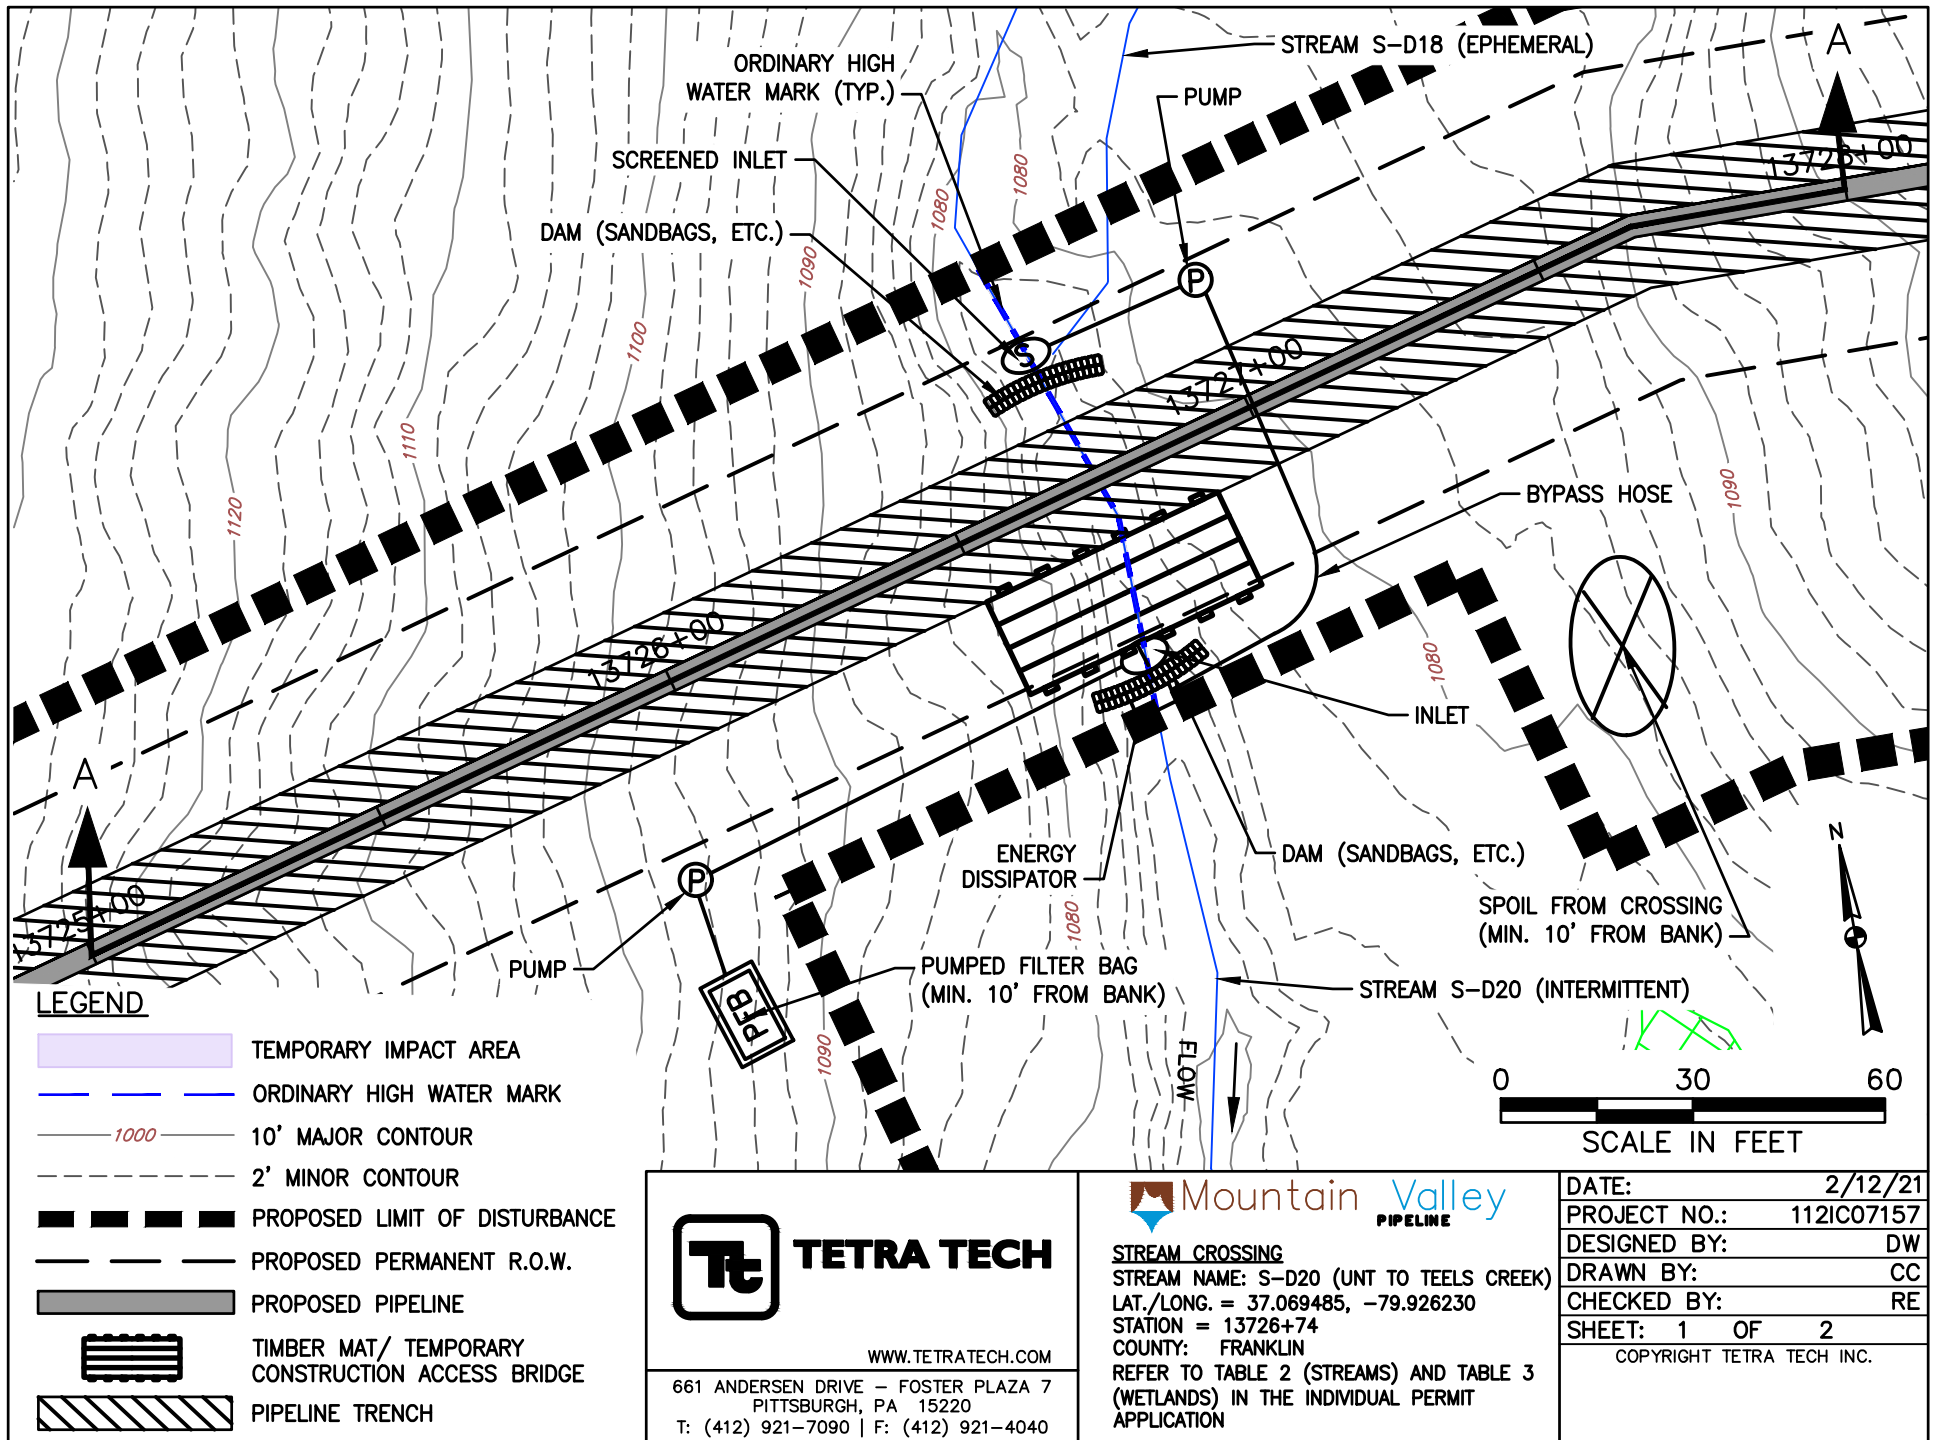 STREAM S-D18 (EPHEMERAL)
A
ORDINARY HIGH
WATER MARK (TYP.)
PUMP
SCREENED INLET
1080
1080
13728+00
DAM (SANDBAGS, ETC.)
1090
P
1100
S
13727+00
1110
1120
1090
BYPASS HOSE
13726+00
1080
INLET
A
ENERGY
DISSIPATOR
DAM (SANDBAGS, ETC.)
N
P
13725+00
1080
SPOIL FROM CROSSING
(MIN. 10' FROM BANK)
PUMP
PUMPED FILTER BAG
(MIN. 10' FROM BANK)
PFB
STREAM S-D20 (INTERMITTENT)
1090
FLOW
0 30 60
SCALE IN FEET
LEGEND
TEMPORARY IMPACT AREA
ORDINARY HIGH WATER MARK
1000
10' MAJOR CONTOUR
2' MINOR CONTOUR
PROPOSED LIMIT OF DISTURBANCE
PROPOSED PERMANENT R.O.W.
PROPOSED PIPELINE
TIMBER MAT/ TEMPORARY
CONSTRUCTION ACCESS BRIDGE
PIPELINE TRENCH
Tt
TETRA TECH
WWW.TETRATECH.COM
661 ANDERSEN DRIVE – FOSTER PLAZA 7
PITTSBURGH, PA 15220
T: (412) 921-7090 | F: (412) 921-4040
Mountain Valley
PIPELINE
STREAM CROSSING
STREAM NAME: S-D20 (UNT TO TEELS CREEK)
LAT./LONG. = 37.069485, -79.926230
STATION = 13726+74
COUNTY: FRANKLIN
REFER TO TABLE 2 (STREAMS) AND TABLE 3
(WETLANDS) IN THE INDIVIDUAL PERMIT
APPLICATION
DATE: 2/12/21
PROJECT NO.: 112IC07157
DESIGNED BY: DW
DRAWN BY: CC
CHECKED BY: RE
SHEET: 1 OF 2
COPYRIGHT TETRA TECH INC.